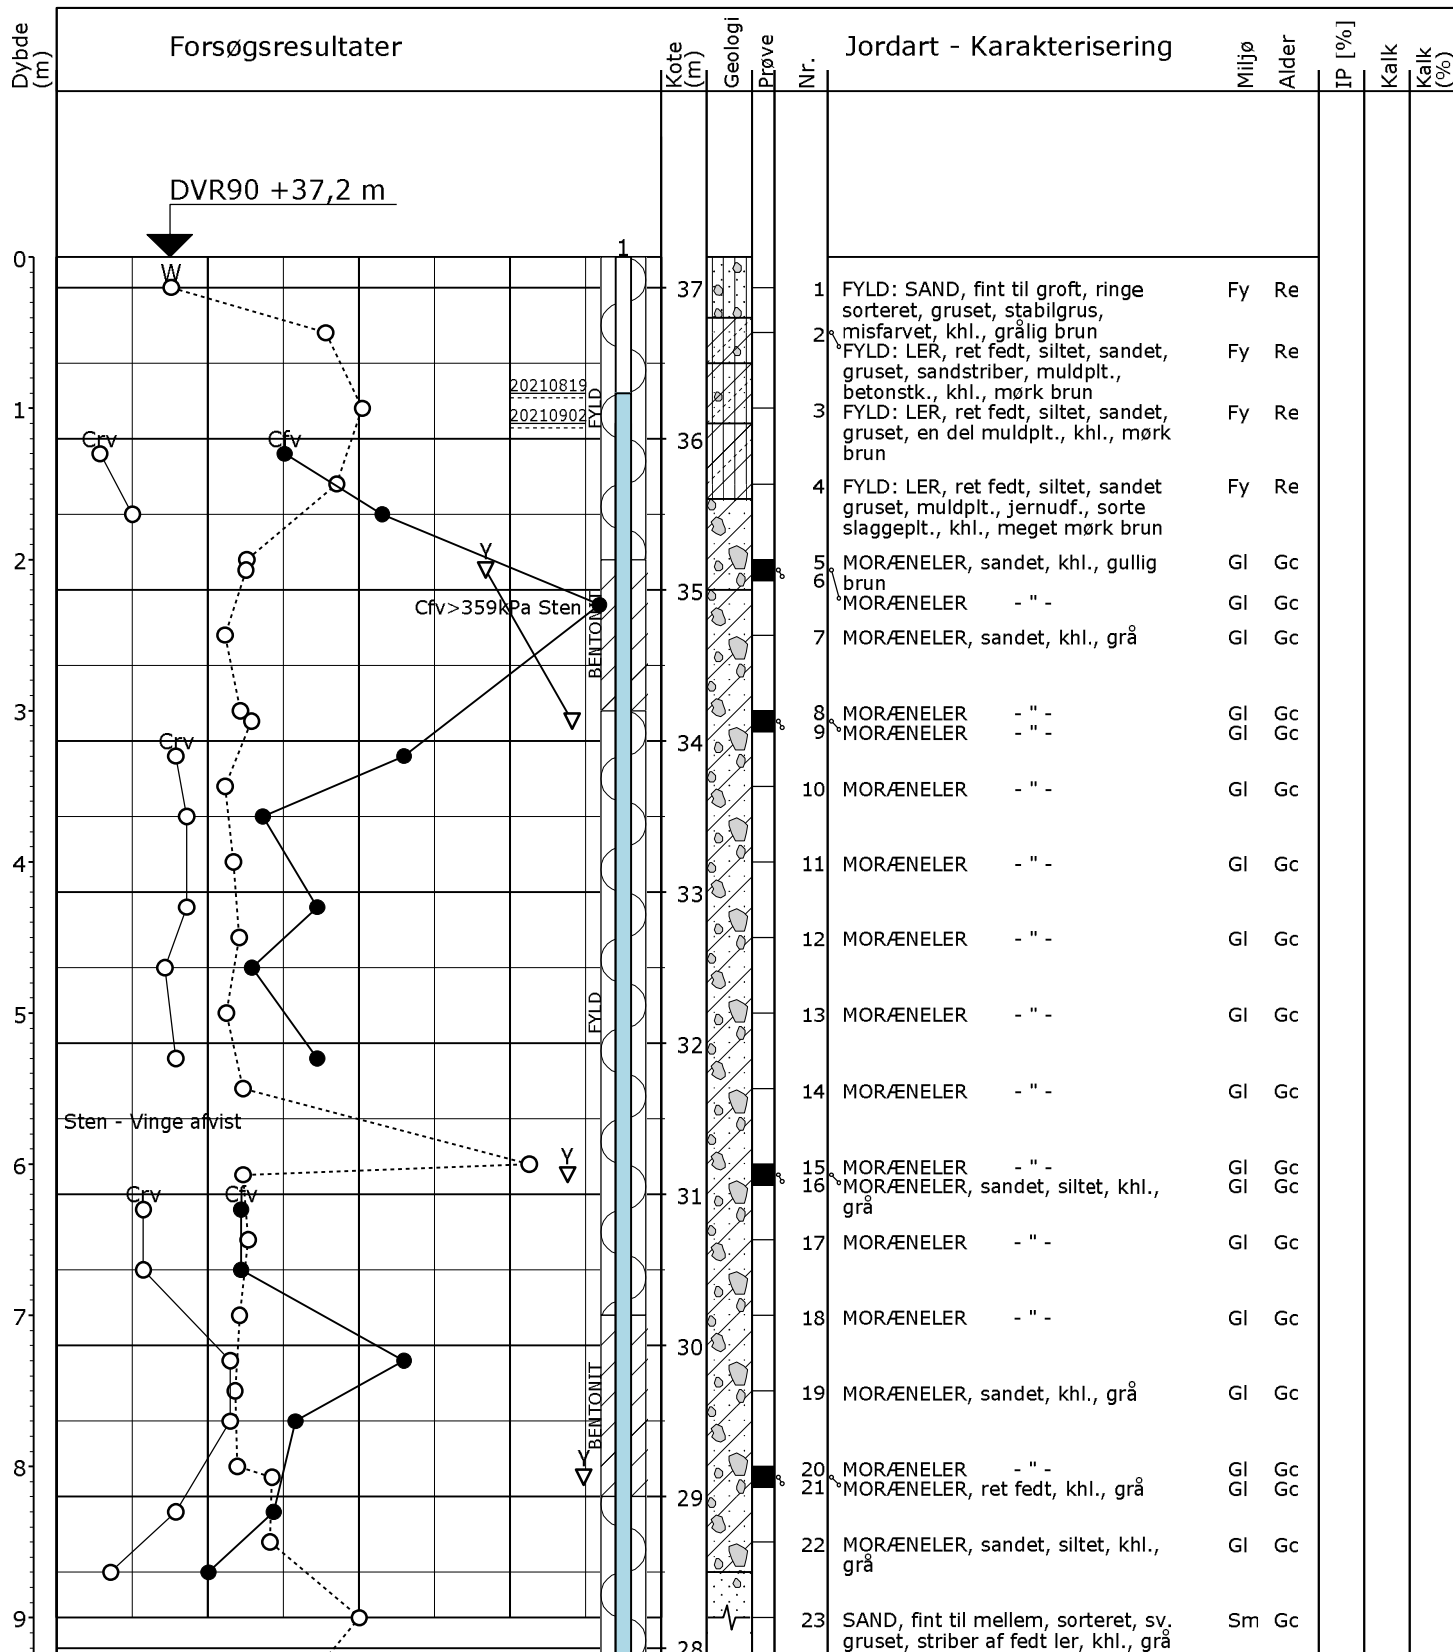 Dybde (m)
Forsøgsresultater
Kote (m)
Geologi
Prøve
Nr.
Jordart - Karakterisering
Miljø
Alder
IP [%]
Kalk
Kalk (%)
DVR90 +37,2 m
1
0
W
37
1 FYLD: SAND, fint til groft, ringe Fy Re
sorteret, gruset, stabilgrus,
misfarvet, khl., grålig brun
2 FYLD: LER, ret fedt, siltet, sandet, Fy Re
gruset, sandstriber, muldplt.,
betonstk., khl., mørk brun
20210819
20210902
FYLD
1
3 FYLD: LER, ret fedt, siltet, sandet, Fy Re
gruset, en del muldplt., khl., mørk
brun
Crv
Cfv
36
4 FYLD: LER, ret fedt, siltet, sandet Fy Re
gruset, muldplt., jernudf., sorte
slaggeplt., khl., meget mørk brun
2
γ
5 MORÆNELER, sandet, khl., gullig Gl Gc
brun
6 MORÆNELER - " - Gl Gc
Cfv>359kPa Sten
BENTONIT
35
7 MORÆNELER, sandet, khl., grå Gl Gc
3
8 MORÆNELER - " - Gl Gc
9 MORÆNELER - " - Gl Gc
Crv
34
10 MORÆNELER - " - Gl Gc
4
11 MORÆNELER - " - Gl Gc
33
12 MORÆNELER - " - Gl Gc
5
FYLD
13 MORÆNELER - " - Gl Gc
32
14 MORÆNELER - " - Gl Gc
Sten - Vinge afvist
6
γ
15 MORÆNELER - " - Gl Gc
16 MORÆNELER, sandet, siltet, khl., Gl Gc
grå
Crv
Cfv
31
17 MORÆNELER - " - Gl Gc
7
18 MORÆNELER - " - Gl Gc
30
19 MORÆNELER, sandet, khl., grå Gl Gc
BENTONIT
8
γ
20 MORÆNELER - " - Gl Gc
21 MORÆNELER, ret fedt, khl., grå Gl Gc
29
22 MORÆNELER, sandet, siltet, khl., Gl Gc
grå
9
23 SAND, fint til mellem, sorteret, sv. Sm Gc
gruset, striber af fedt ler, khl., grå
28